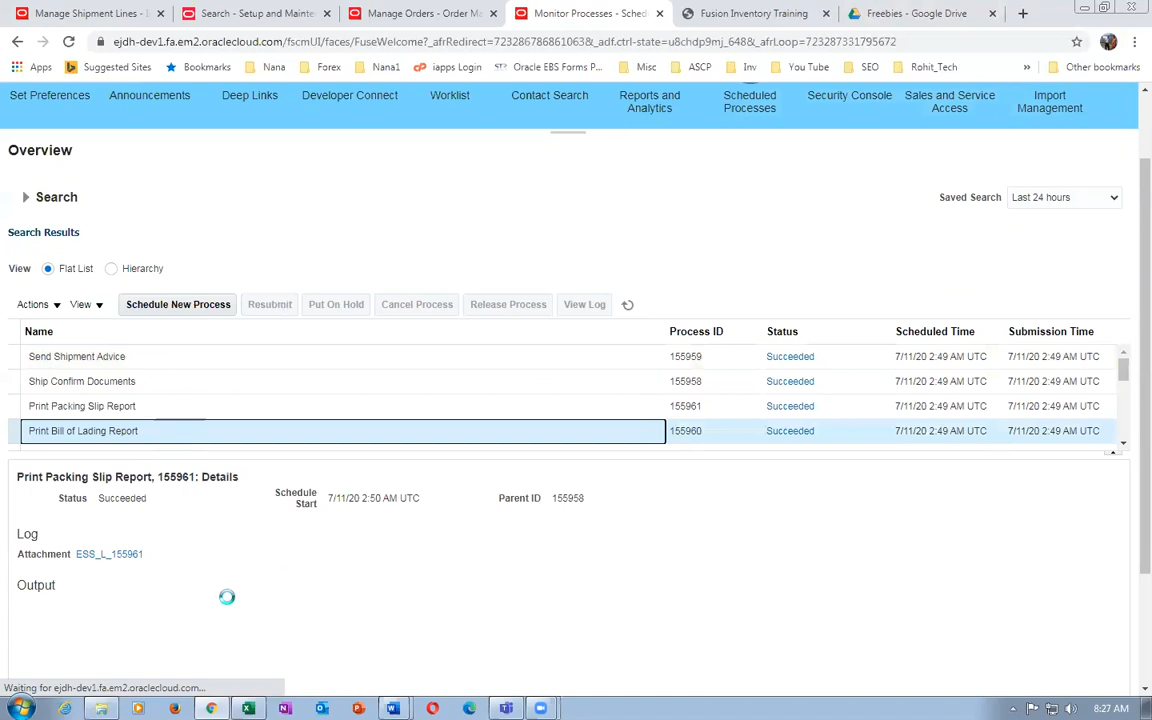 Manage Shipment Lines - I
Search - Setup and Mainte
Manage Orders - Order M
Monitor Processes - Sched
Fusion Inventory Training
Freebies - Google Drive
ejdh-dev1.fa.em2.oraclecloud.com/fscmUI/faces/FuseWelcome?_afrRedirect=7232867868610638&_adf.ctrl-state=u8chdp9mj_648&_afrLoop=723287331795672
Apps
Suggested Sites
Bookmarks
Nana
Forex
Nana1
iapps Login
Oracle EBS Forms P...
Misc
ASCP
Inv
You Tube
SEO
Rohit_Tech
»
Other bookmarks
Set Preferences
Announcements
Deep Links
Developer Connect
Worklist
Contact Search
Reports and Analytics
Scheduled Processes
Security Console
Sales and Service Access
Import Management
Overview
Search
Saved Search Last 24 hours
Search Results
View Flat List Hierarchy
Actions View Schedule New Process Resubmit Put On Hold Cancel Process Release Process View Log
Name Process ID Status Scheduled Time Submission Time
Send Shipment Advice 155959 Succeeded 7/11/20 2:49 AM UTC 7/11/20 2:49 AM UTC
Ship Confirm Documents 155958 Succeeded 7/11/20 2:49 AM UTC 7/11/20 2:49 AM UTC
Print Packing Slip Report 155961 Succeeded 7/11/20 2:49 AM UTC 7/11/20 2:49 AM UTC
Print Bill of Lading Report 155960 Succeeded 7/11/20 2:49 AM UTC 7/11/20 2:49 AM UTC
Print Packing Slip Report, 155961: Details
Status Succeeded
Schedule Start 7/11/20 2:50 AM UTC
Parent ID 155958
Log
Attachment ESS_L_155961
Output
Waiting for ejdh-dev1.fa.em2.oraclecloud.com...
8:27 AM